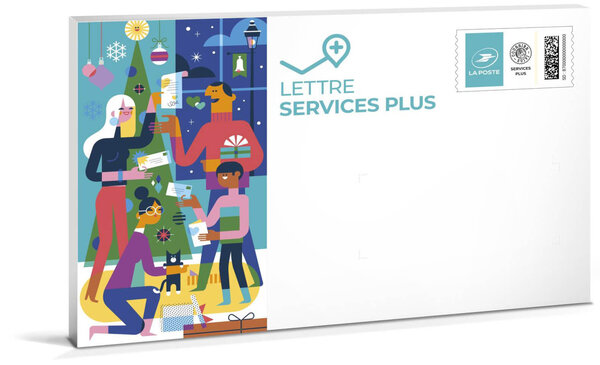 LETTRE
SERVICES PLUS
LA POSTE
SERVICES
PLUS